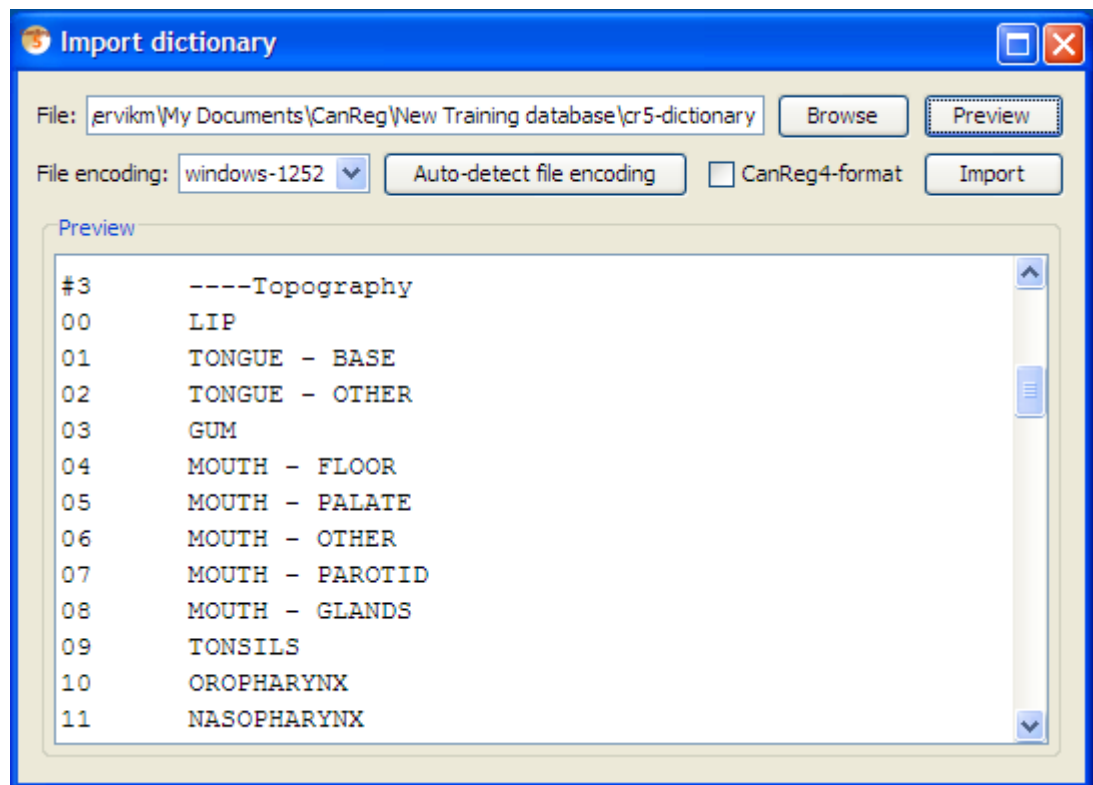 Import dictionary
File: ervikm\My Documents\CanReg\New Training database\cr5-dictionary Browse Preview
File encoding: windows-1252 Auto-detect file encoding CanReg4-format Import
Preview
#3 ----Topography
00 LIP
01 TONGUE - BASE
02 TONGUE - OTHER
03 GUM
04 MOUTH - FLOOR
05 MOUTH - PALATE
06 MOUTH - OTHER
07 MOUTH - PAROTID
08 MOUTH - GLANDS
09 TONSILS
10 OROPHARYNX
11 NASOPHARYNX